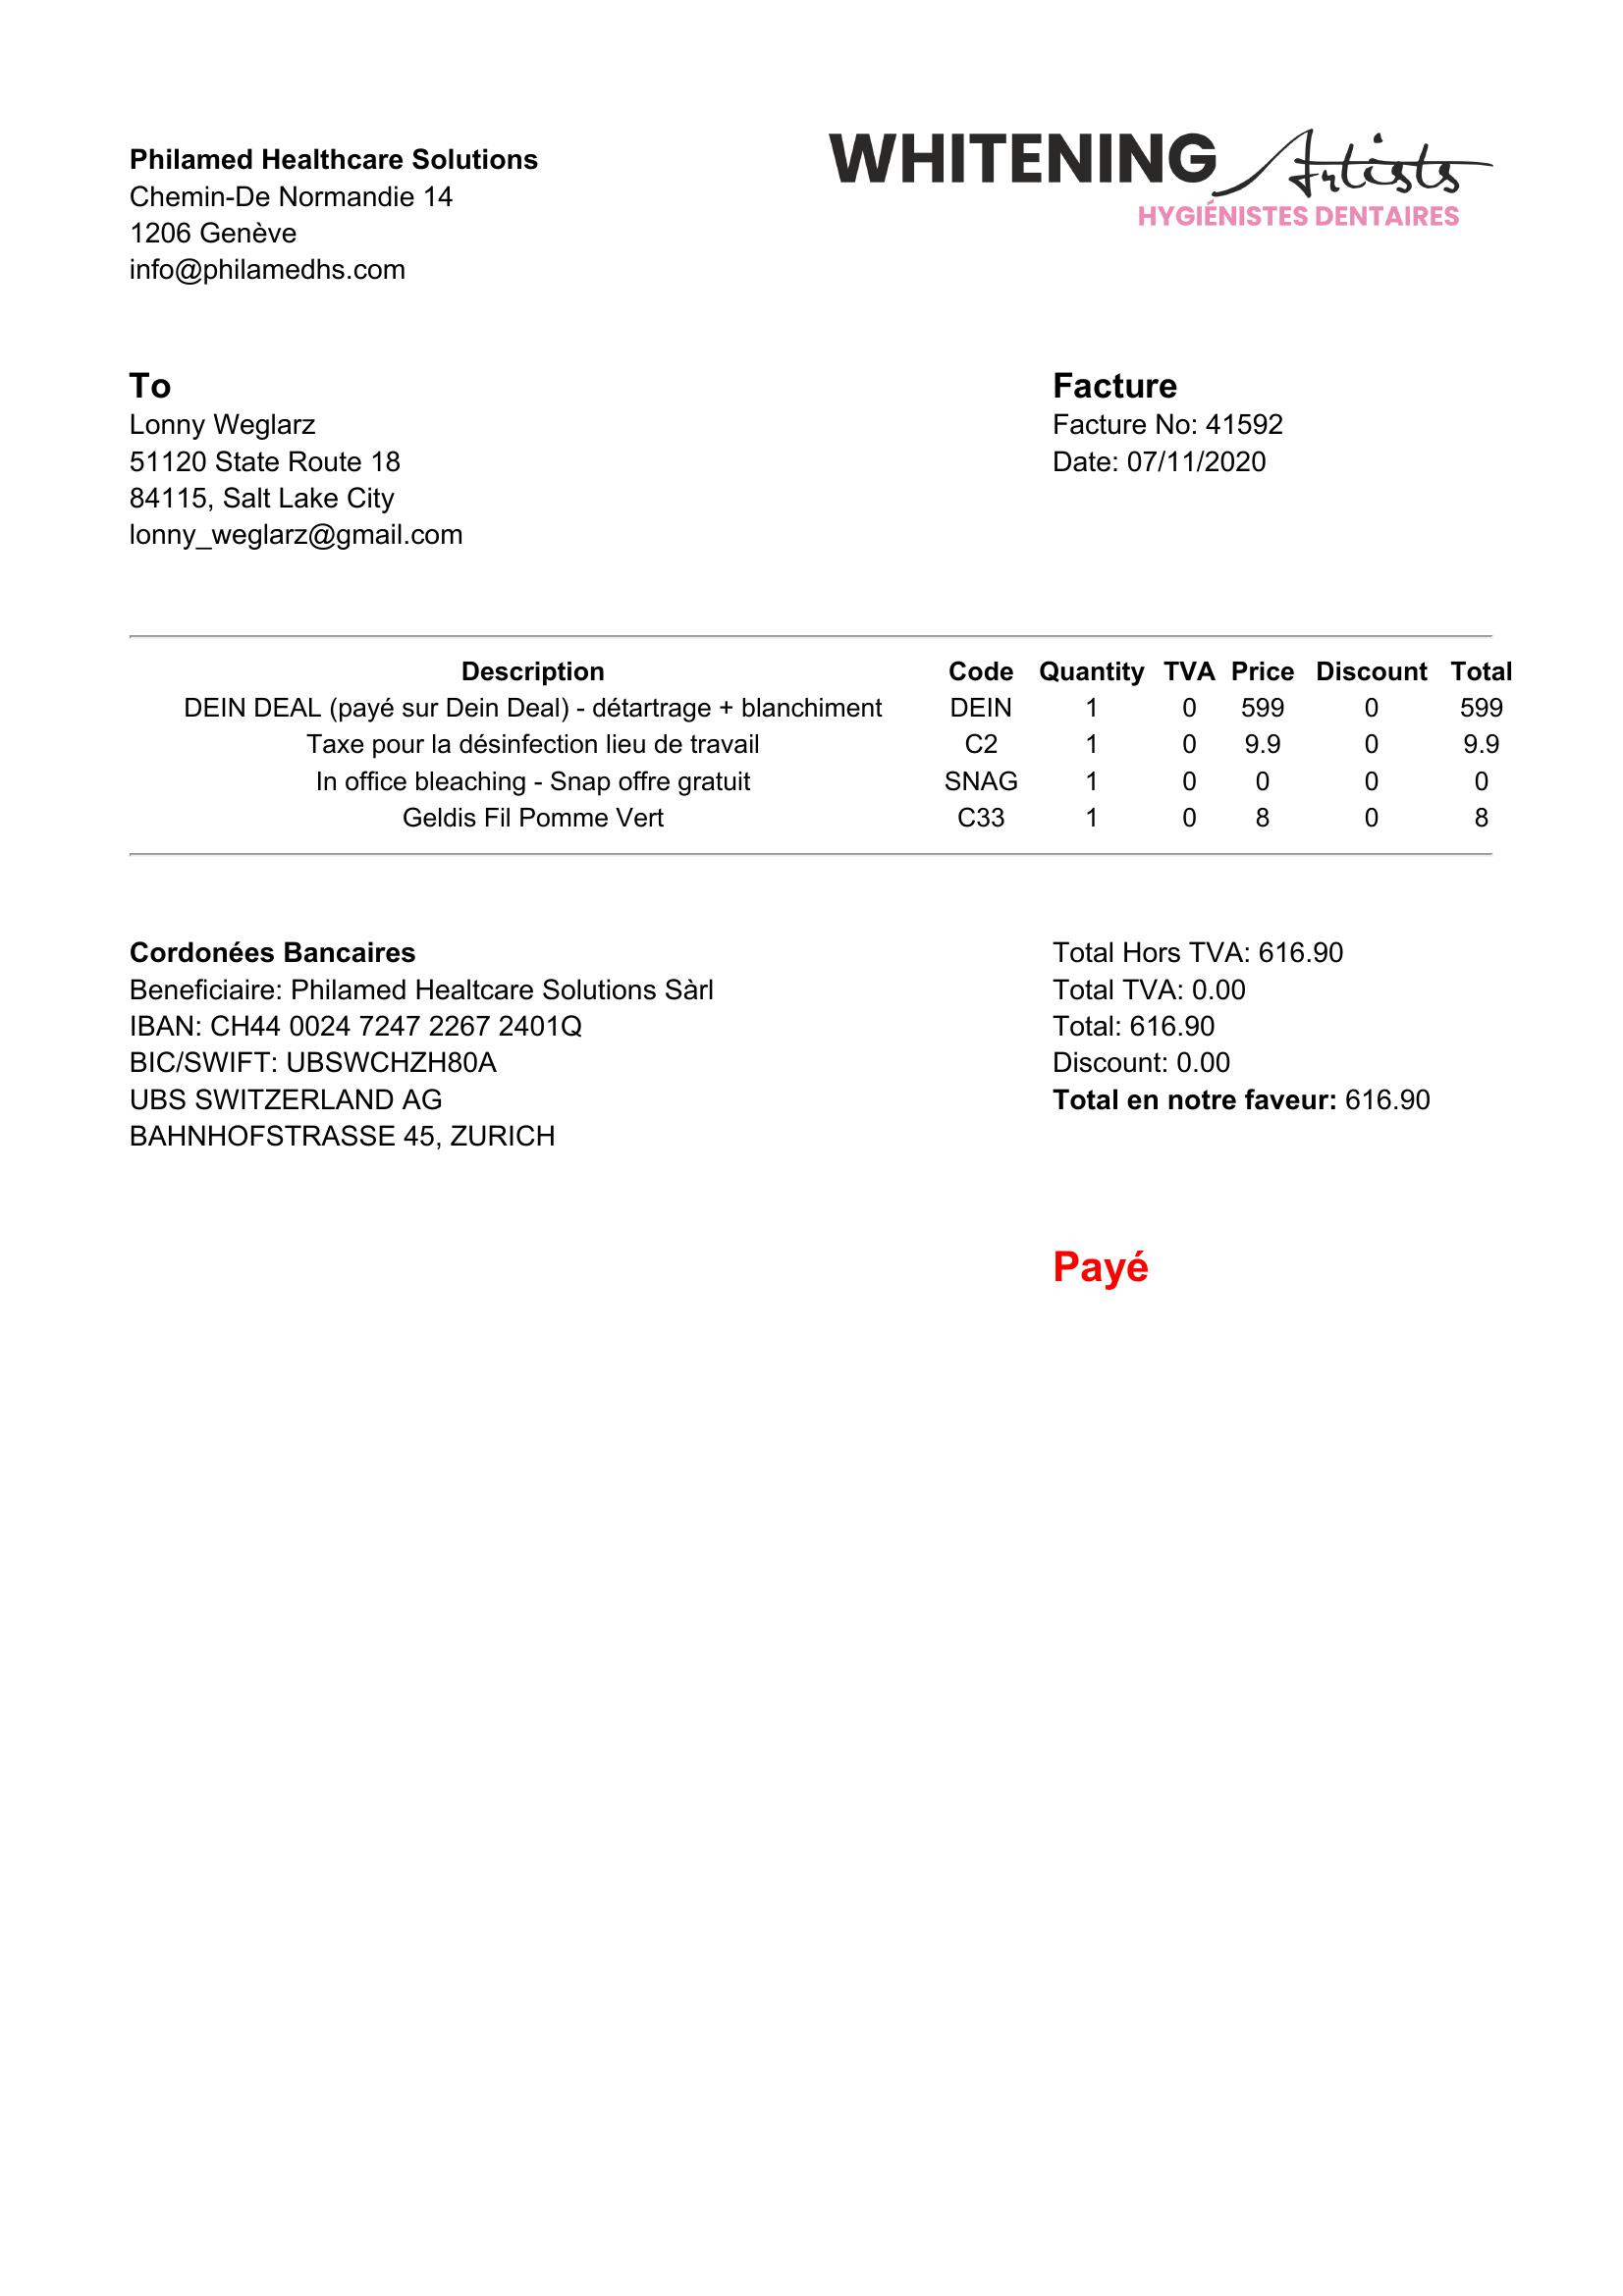 Philamed Healthcare Solutions
Chemin-De Normandie 14
1206 Genève
info@philamedhs.com
WHITENING Artists
HYGIÉNISTES DENTAIRES
To
Lonny Weglarz
51120 State Route 18
84115, Salt Lake City
lonny_weglarz@gmail.com
Facture
Facture No: 41592
Date: 07/11/2020
Description Code Quantity TVA Price Discount Total
DEIN DEAL (payé sur Dein Deal) - détartrage + blanchiment DEIN 1 0 599 0 599
Taxe pour la désinfection lieu de travail C2 1 0 9.9 0 9.9
In office bleaching - Snap offre gratuit SNAG 1 0 0 0 0
Geldis Fil Pomme Vert C33 1 0 8 0 8
Cordonées Bancaires
Beneficiaire: Philamed Healtcare Solutions Sàrl
IBAN: CH44 0024 7247 2267 2401Q
BIC/SWIFT: UBSWCHZH80A
UBS SWITZERLAND AG
BAHNHOFSTRASSE 45, ZURICH
Total Hors TVA: 616.90
Total TVA: 0.00
Total: 616.90
Discount: 0.00
Total en notre faveur: 616.90
Payé